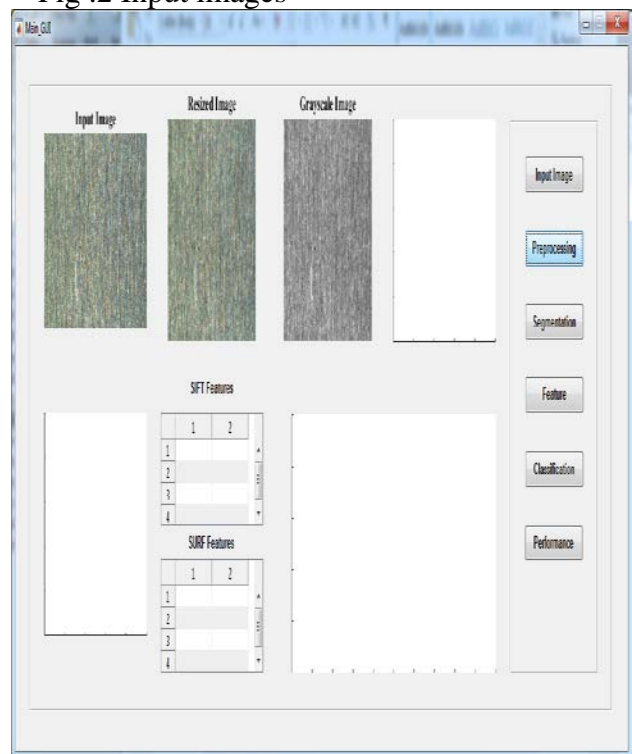 Fig .2 Input images
Main_GUI
Input Image
Resized Image
Grayscale Image
Input Image
Preprocessing
Segmentation
Feature
Classification
Performance
SIFT Features
1 2
1
2
3
4
SURF Features
1 2
1
2
3
4